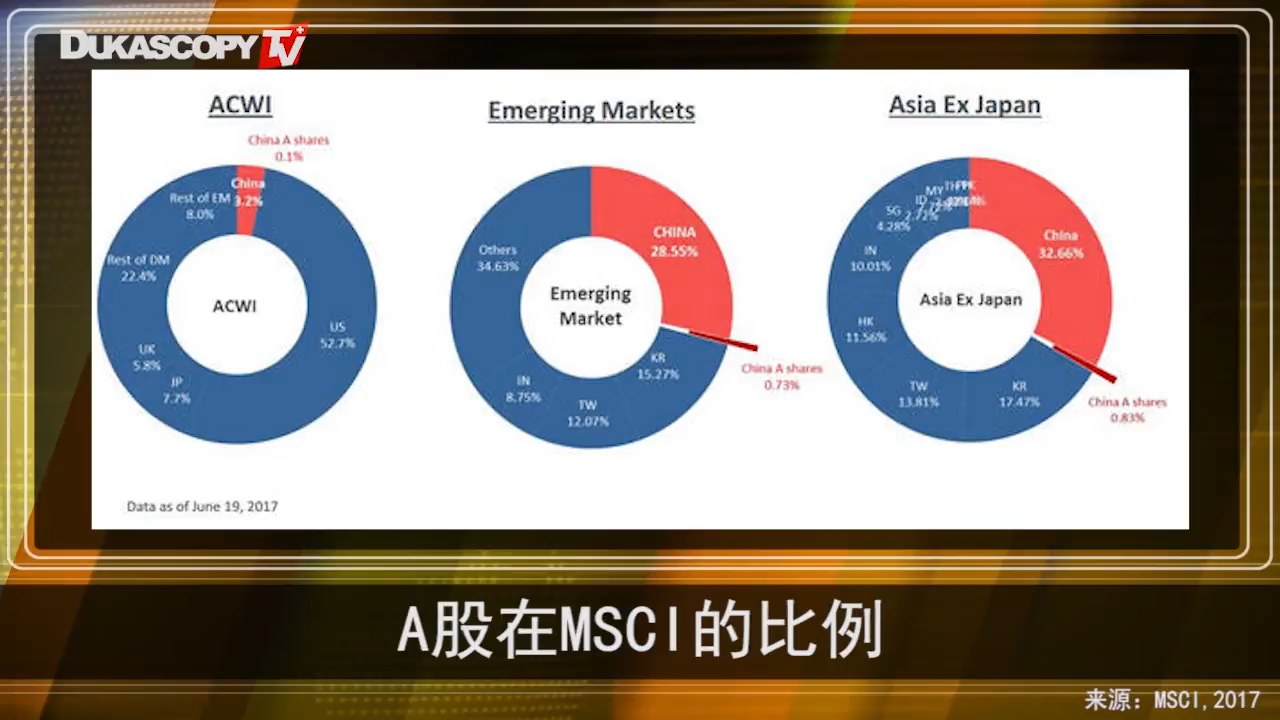 DUKASCOPY TV
ACWI
Emerging Markets
Asia Ex Japan
China A shares
0.1%
China
3.2%
Rest of EM
8.0%
Rest of DM
22.4%
UK
5.8%
JP
7.7%
US
52.7%
ACWI
CHINA
28.55%
Others
34.63%
Emerging
Market
KR
15.27%
IN
8.75%
TW
12.07%
China A shares
0.73%
MY
ID
2.72%
SG
4.28%
China
32.66%
IN
10.01%
Asia Ex Japan
HK
11.56%
TW
13.81%
KR
17.47%
China A shares
0.83%
Data as of June 19, 2017
A股在MSCI的比例
来源：MSCI,2017